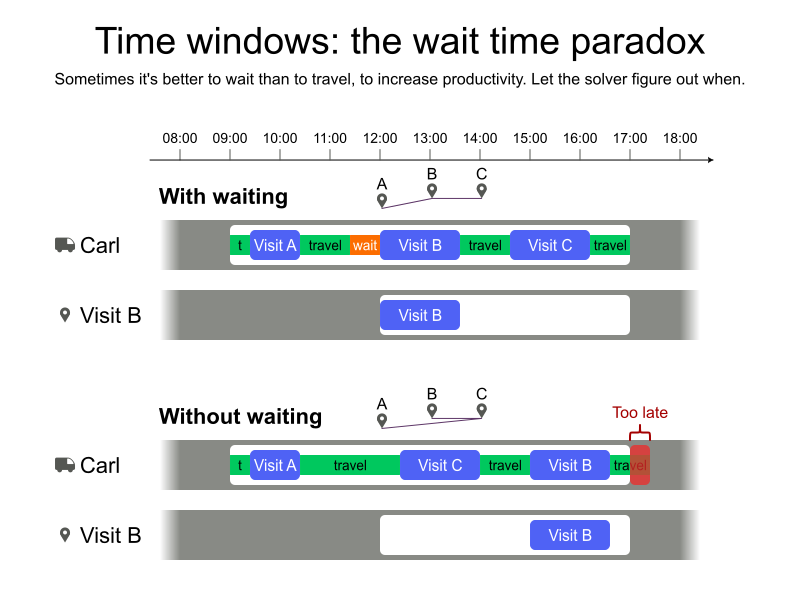 Time windows: the wait time paradox
Sometimes it's better to wait than to travel, to increase productivity. Let the solver figure out when.
08:00 09:00 10:00 11:00 12:00 13:00 14:00 15:00 16:00 17:00 18:00
A B C
With waiting
Carl t Visit A travel wait Visit B travel Visit C travel
Visit B Visit B
A B C
Without waiting
Too late
Carl t Visit A travel Visit C travel Visit B travel
Visit B Visit B